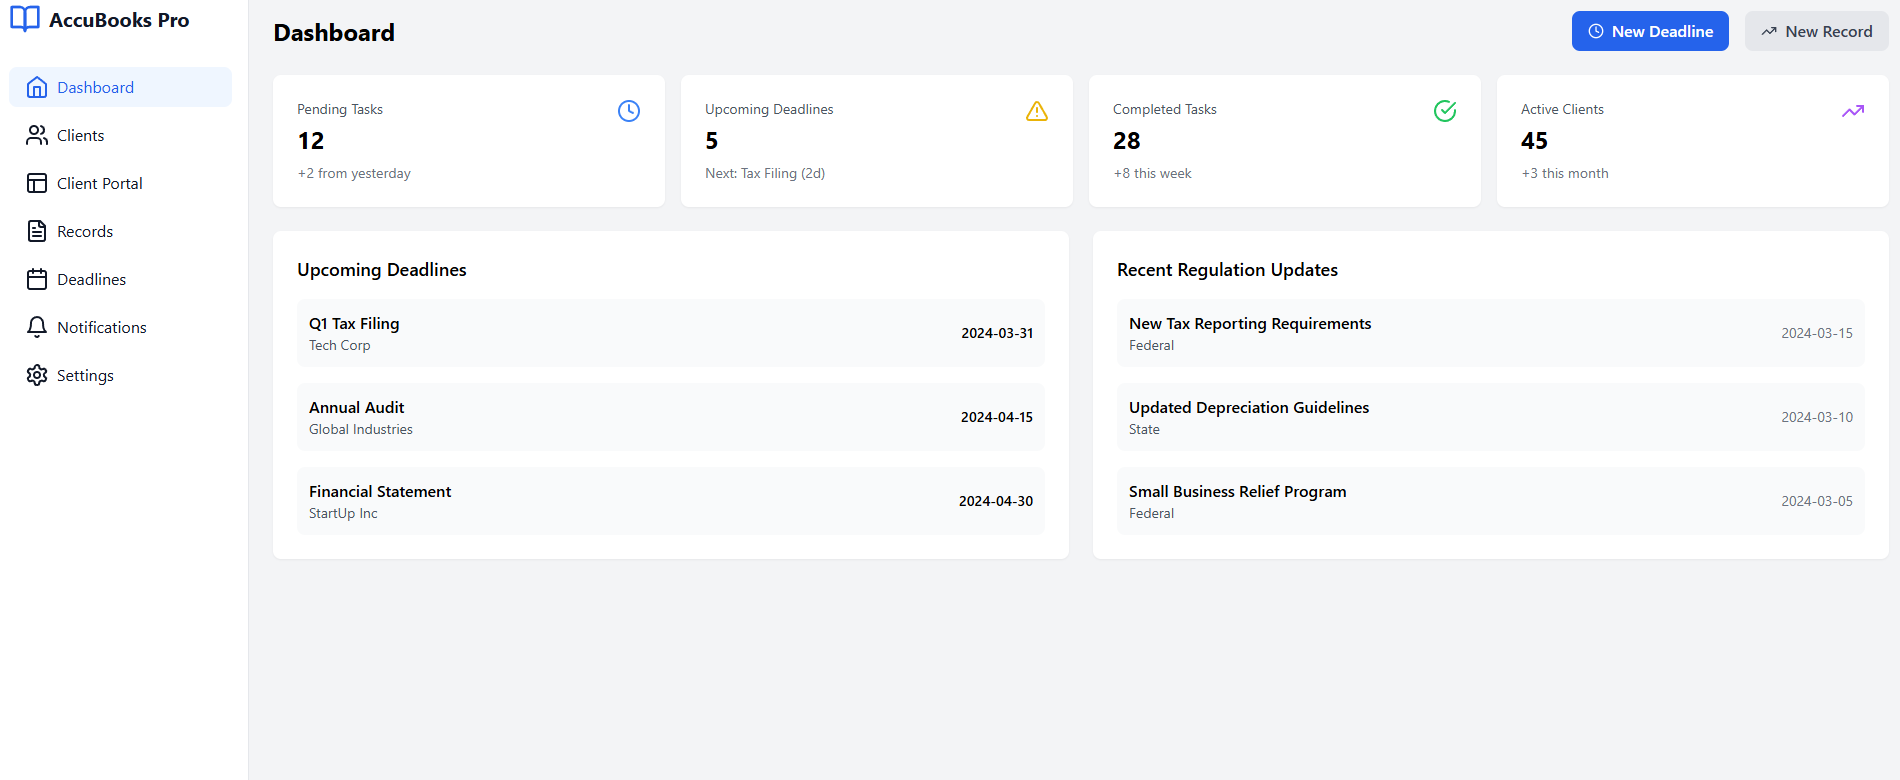 AccuBooks Pro
Dashboard
Clients
Client Portal
Records
Deadlines
Notifications
Settings
Dashboard
New Deadline
New Record
Pending Tasks
12
+2 from yesterday
Upcoming Deadlines
5
Next: Tax Filing (2d)
Completed Tasks
28
+8 this week
Active Clients
45
+3 this month
Upcoming Deadlines
Q1 Tax Filing
Tech Corp
2024-03-31
Annual Audit
Global Industries
2024-04-15
Financial Statement
StartUp Inc
2024-04-30
Recent Regulation Updates
New Tax Reporting Requirements
Federal
2024-03-15
Updated Depreciation Guidelines
State
2024-03-10
Small Business Relief Program
Federal
2024-03-05